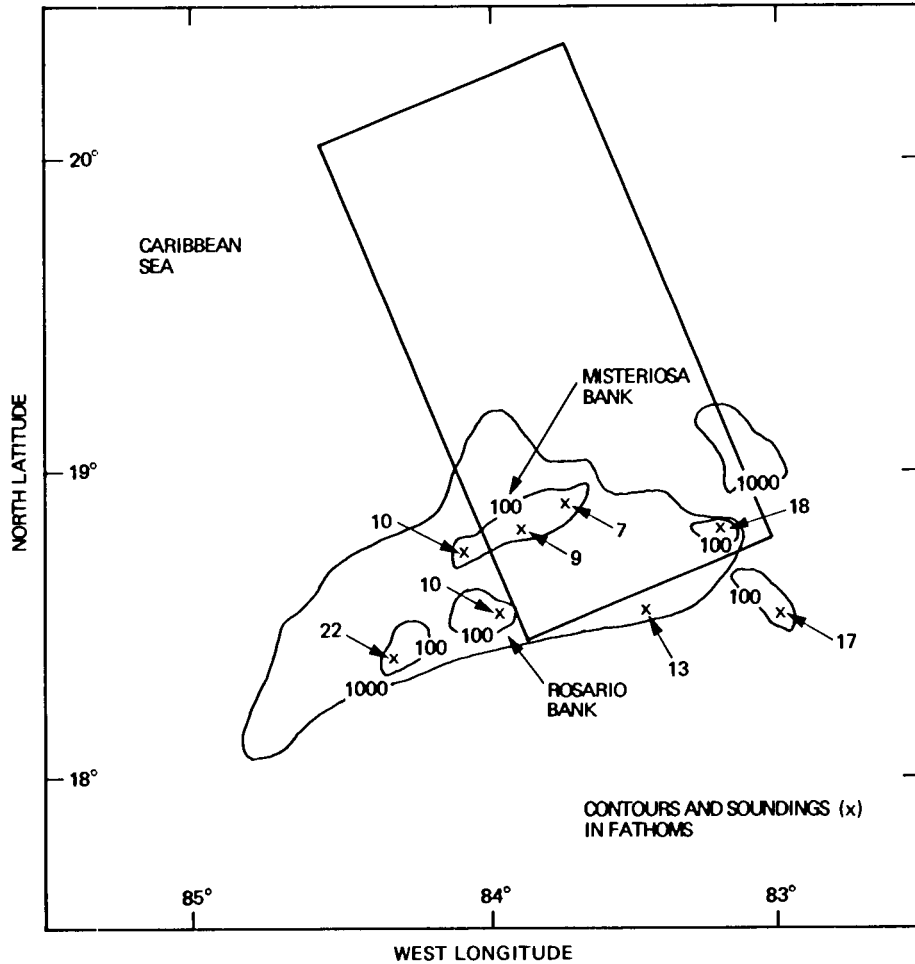 20°
CARIBBEAN
SEA
MISTERIOSA
BANK
NORTH LATITUDE
19°
1000
100
18
10
7
100
9
10
100
22
100
100
17
13
1000
ROSARIO
BANK
18°
CONTOURS AND SOUNDINGS (x)
IN FATHOMS
85°
84°
83°
WEST LONGITUDE